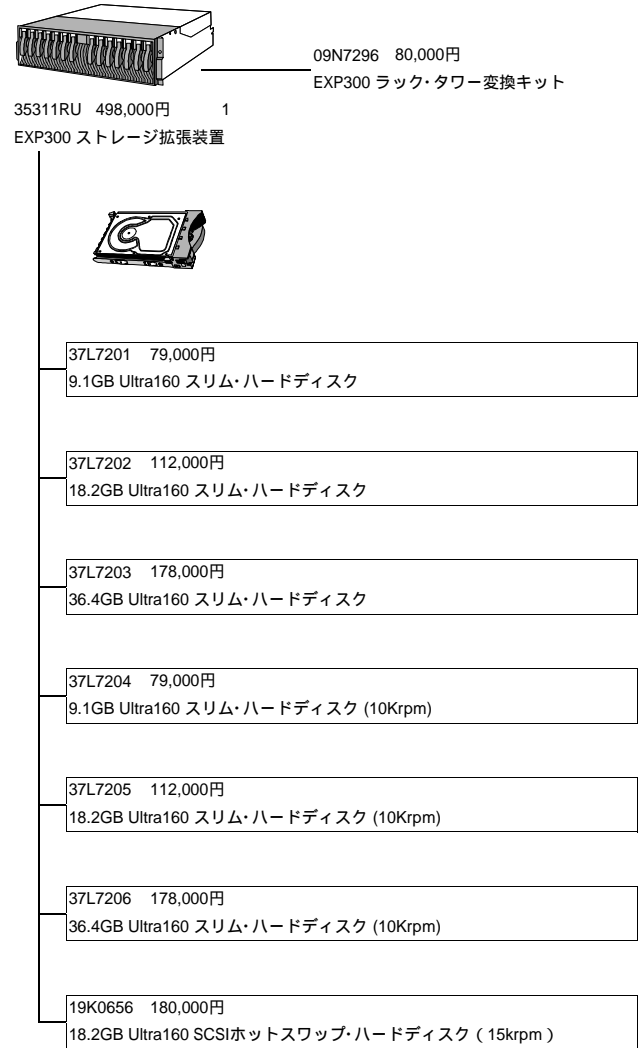 09N7296 80,000円
EXP300 ラック・タワー変換キット
35311RU 498,000円 1
EXP300 ストレージ拡張装置
37L7201 79,000円
9.1GB Ultra160 スリム・ハードディスク
37L7202 112,000円
18.2GB Ultra160 スリム・ハードディスク
37L7203 178,000円
36.4GB Ultra160 スリム・ハードディスク
37L7204 79,000円
9.1GB Ultra160 スリム・ハードディスク (10Krpm)
37L7205 112,000円
18.2GB Ultra160 スリム・ハードディスク (10Krpm)
37L7206 178,000円
36.4GB Ultra160 スリム・ハードディスク (10Krpm)
19K0656 180,000円
18.2GB Ultra160 SCSIホットスワップ・ハードディスク ( 15krpm )